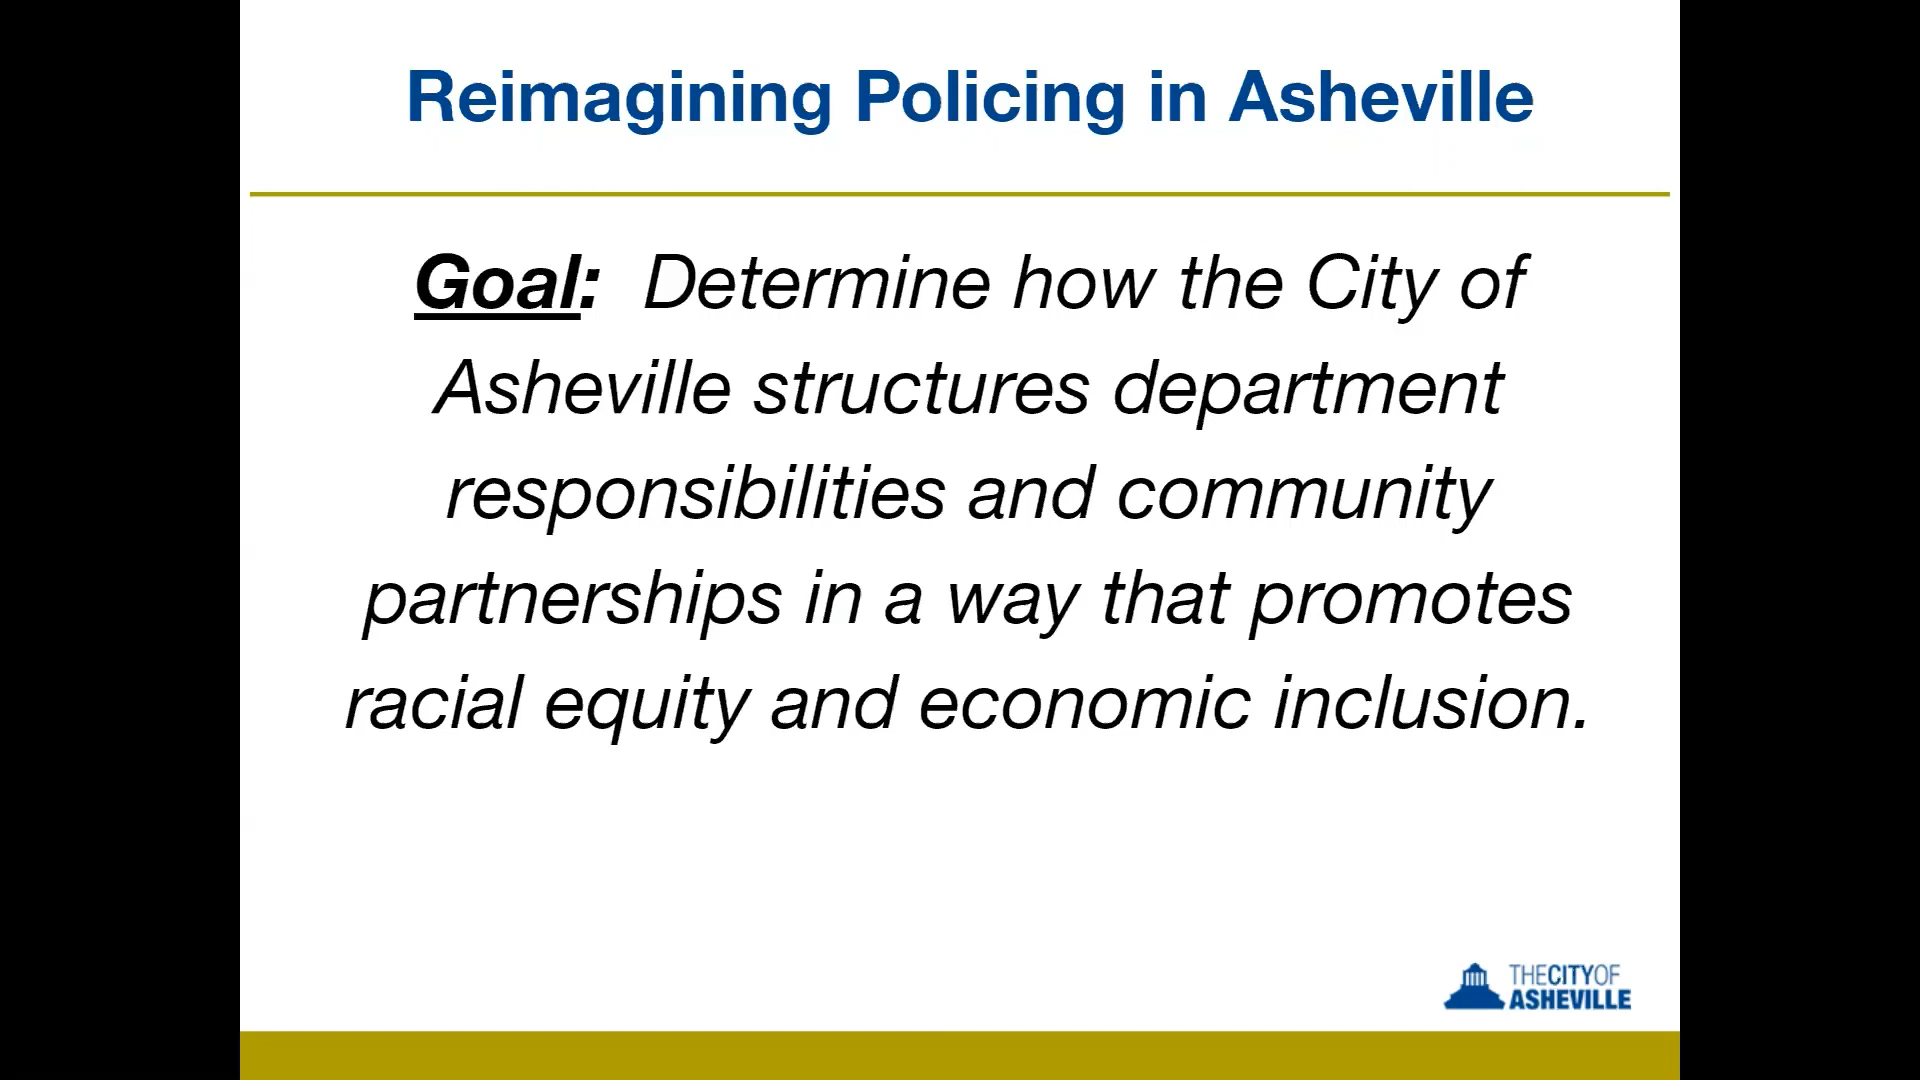 Reimagining Policing in Asheville
Goal: Determine how the City of
Asheville structures department
responsibilities and community
partnerships in a way that promotes
racial equity and economic inclusion.
THECITYOF
ASHEVILLE